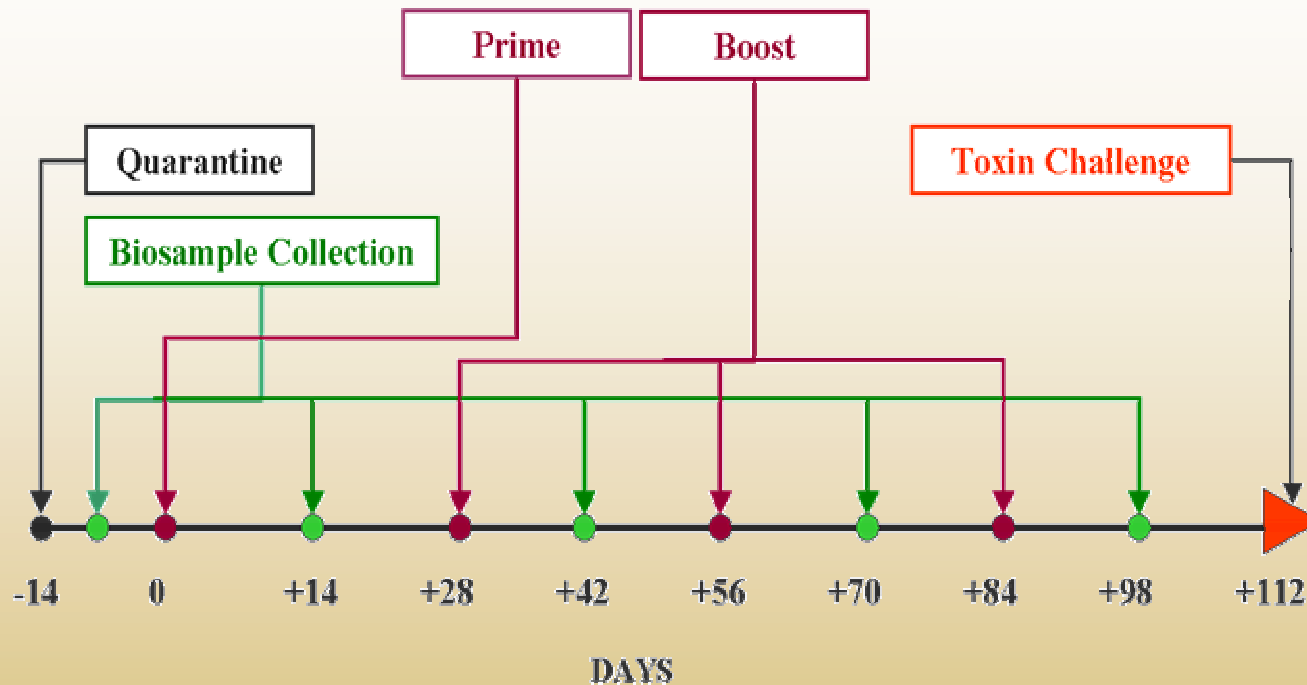 Prime Boost
Quarantine Toxin Challenge
Biosample Collection
-14 0 +14 +28 +42 +56 +70 +84 +98 +112
DAYS